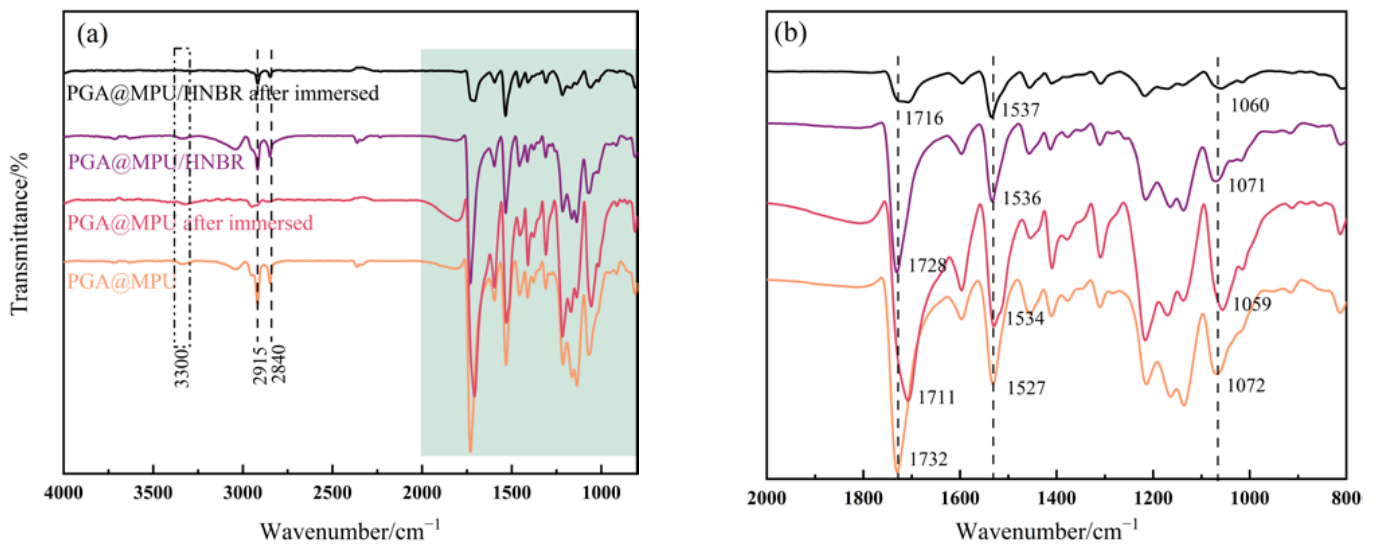 (a)
PGA@MPU/HNBR after immersed
PGA@MPU/HNBR
PGA@MPU after immersed
PGA@MPU
3300
2915
2840
Transmittance/%
4000 3500 3000 2500 2000 1500 1000
Wavenumber/cm⁻¹
(b)
1716 1537 1060
1728 1536 1071
1711 1534 1059
1732 1527 1072
2000 1800 1600 1400 1200 1000 800
Wavenumber/cm⁻¹